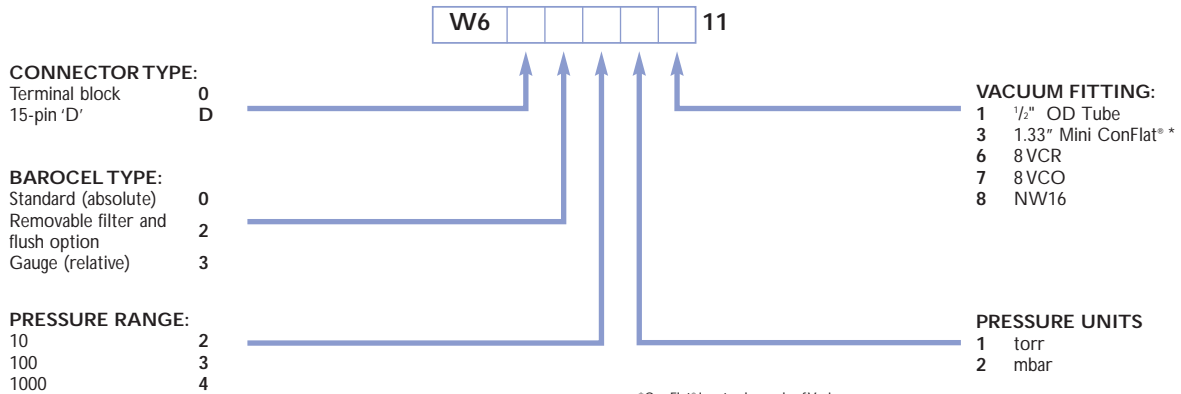 W6 11
CONNECTOR TYPE:
Terminal block 0
15-pin 'D' D
BAROCEL TYPE:
Standard (absolute) 0
Removable filter and
flush option 2
Gauge (relative) 3
PRESSURE RANGE:
10 2
100 3
1000 4
VACUUM FITTING:
1 1/2" OD Tube
3 1.33" Mini ConFlat® *
6 8 VCR
7 8 VCO
8 NW16
PRESSURE UNITS
1 torr
2 mbar